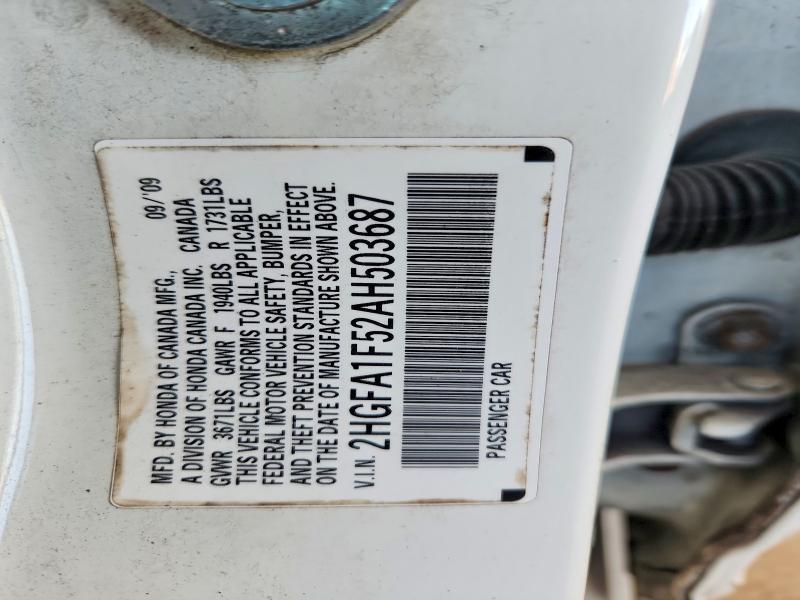 MFD. BY HONDA OF CANADA MFG., 09/'09
A DIVISION OF HONDA CANADA INC. CANADA
GVWR 3671LBS GAWR F 1940LBS R 1731LBS
THIS VEHICLE CONFORMS TO ALL APPLICABLE
FEDERAL MOTOR VEHICLE SAFETY, BUMPER,
AND THEFT PREVENTION STANDARDS IN EFFECT
ON THE DATE OF MANUFACTURE SHOWN ABOVE.
V.I.N. 2HGFA1F52AH503687
PASSENGER CAR